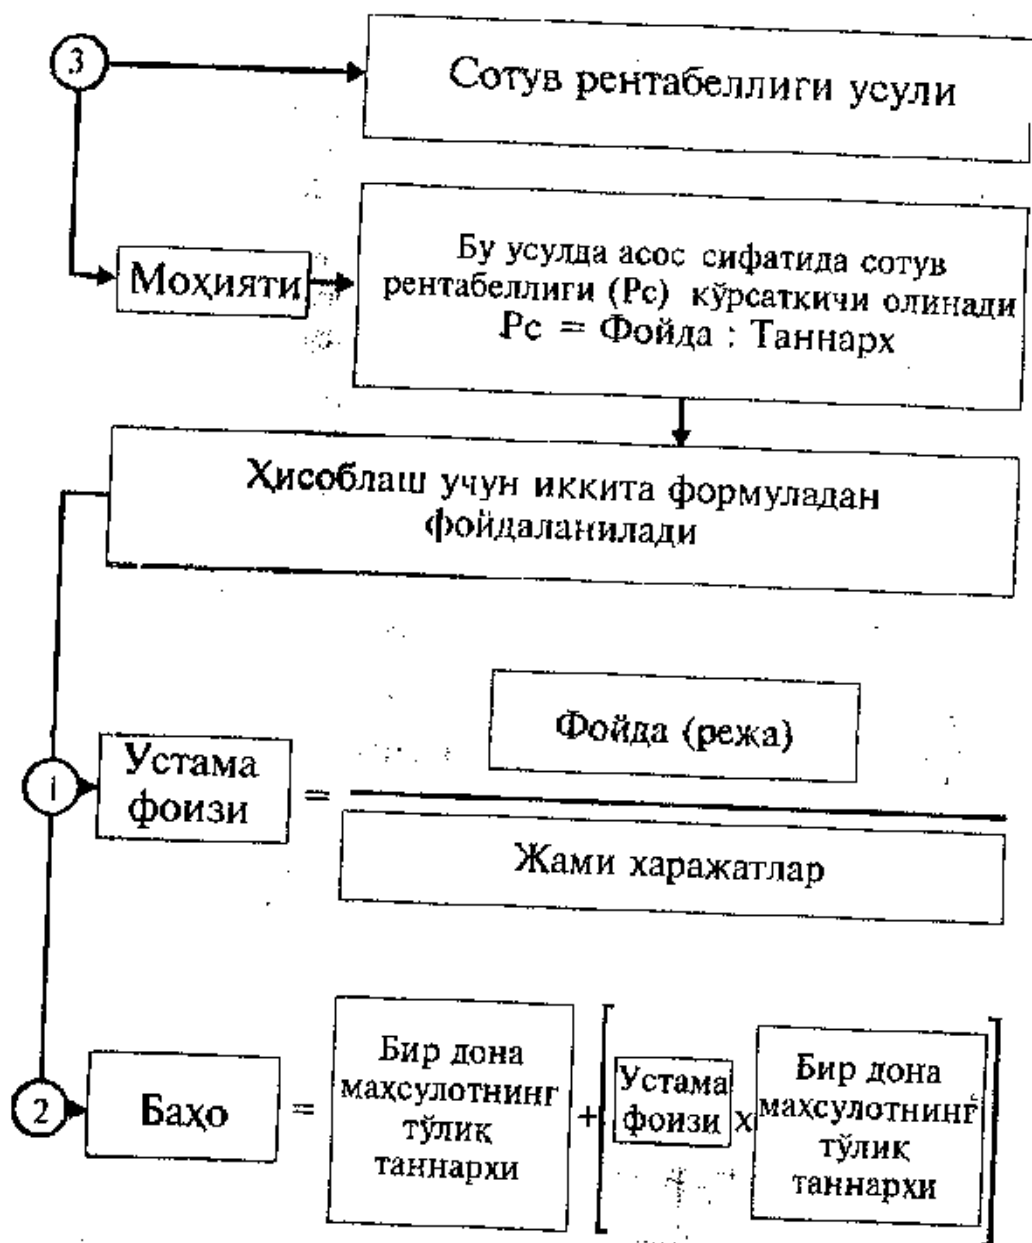 3
Сотув рентабеллиги усули
Моҳияти
Бу усулда асос сифатида сотув
рентабеллиги (Рс) кўрсаткичи олинади
Рс = Фойда : Таннарх
Ҳисоблаш учун иккита формуладан
фойдаланилади
1
Устама
фоизи
=
Фойда (режа)
Жами харажатлар
2
Баҳо
=
Бир дона
маҳсулотнинг
тўлиқ
таннархи
+
Устама
фоизи
х
Бир дона
маҳсулотнинг
тўлиқ
таннархи